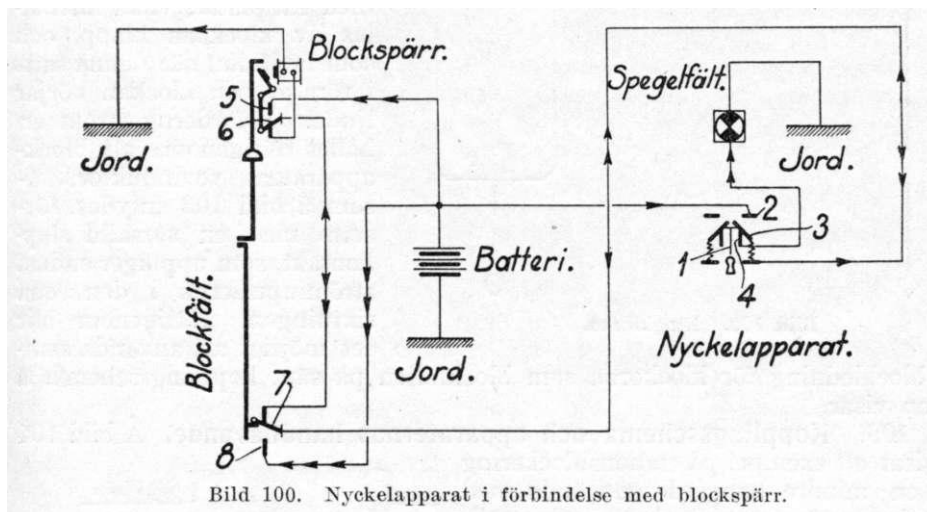 Blockspärr.
Spegelfält.
5
6
Jord.
Jord.
2
3
1
4
Batteri.
Blockfält.
Jord.
Nyckelapparat.
7
8
Bild 100. Nyckelapparat i förbindelse med blockspärr.